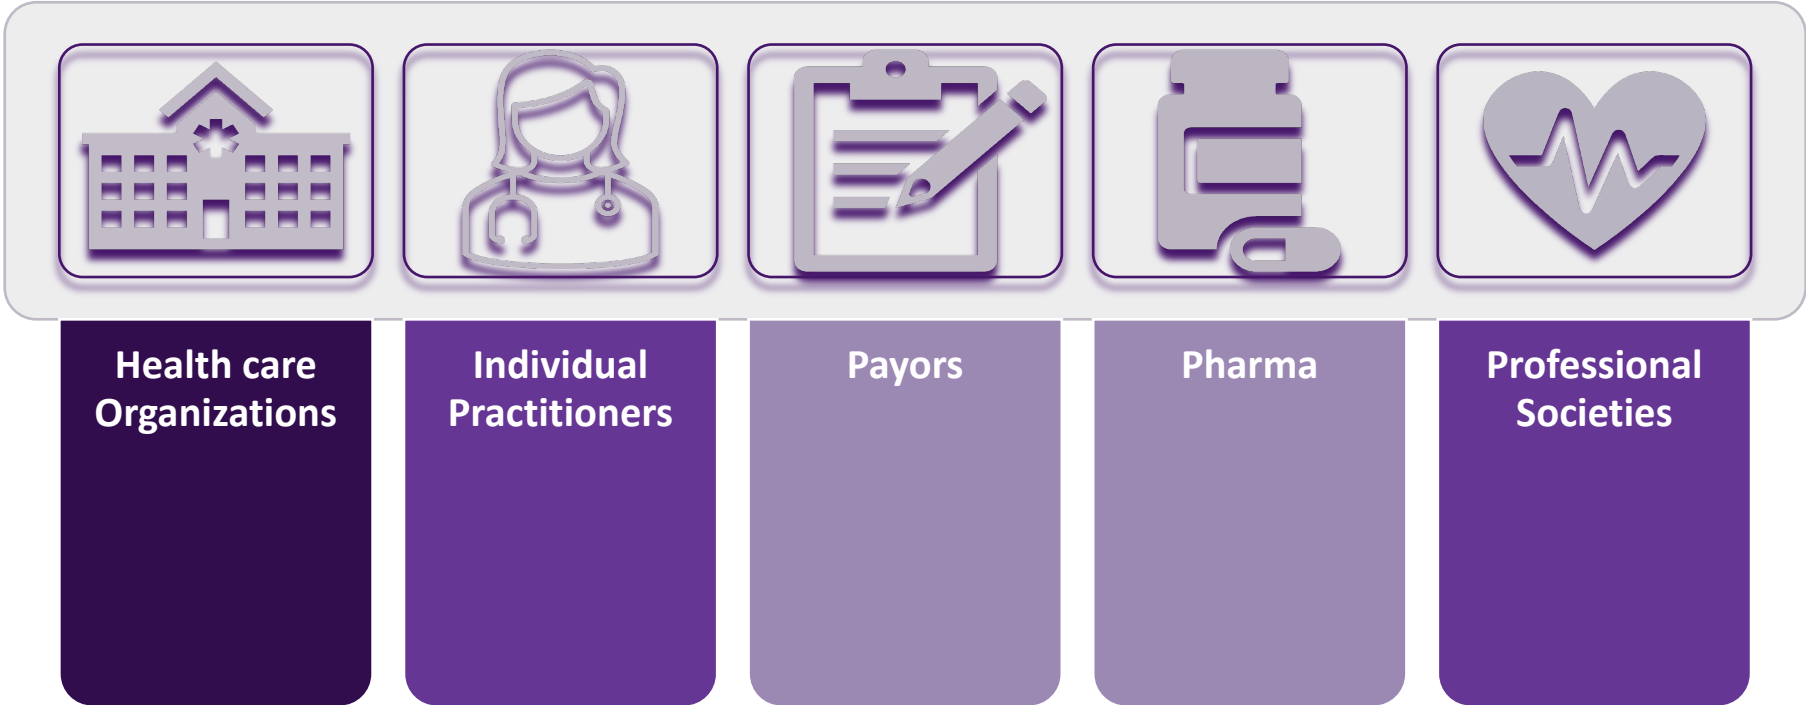 Health care
Organizations
Individual
Practitioners
Payors
Pharma
Professional
Societies